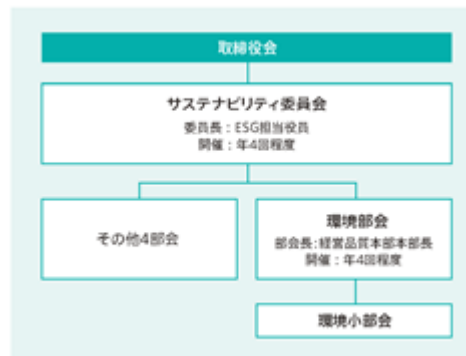 取締役会
サステナビリティ委員会
委員長：ESG担当役員
開催：年4回程度
その他4部会
環境部会
部会長：経営品質本部本部長
開催：年4回程度
環境小部会